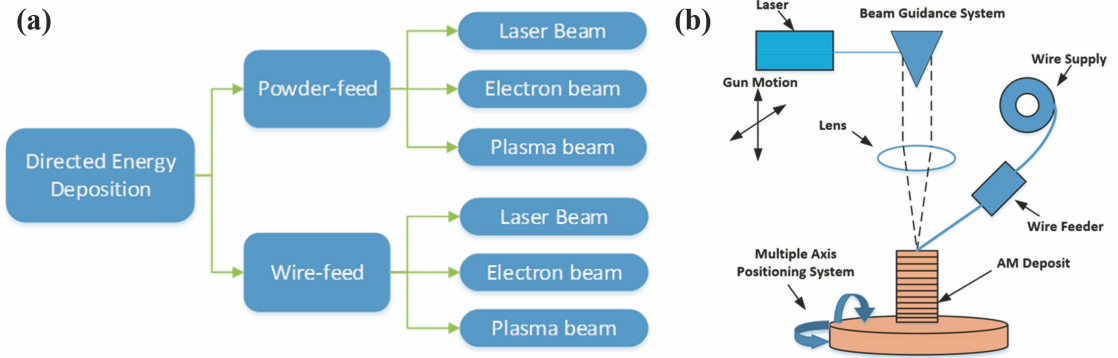 (a)
Directed Energy
Deposition
Powder-feed
Wire-feed
Laser Beam
Electron beam
Plasma beam
Laser Beam
Electron beam
Plasma beam
(b)
Laser
Beam Guidance System
Gun Motion
Wire Supply
Lens
Wire Feeder
Multiple Axis
Positioning System
AM Deposit